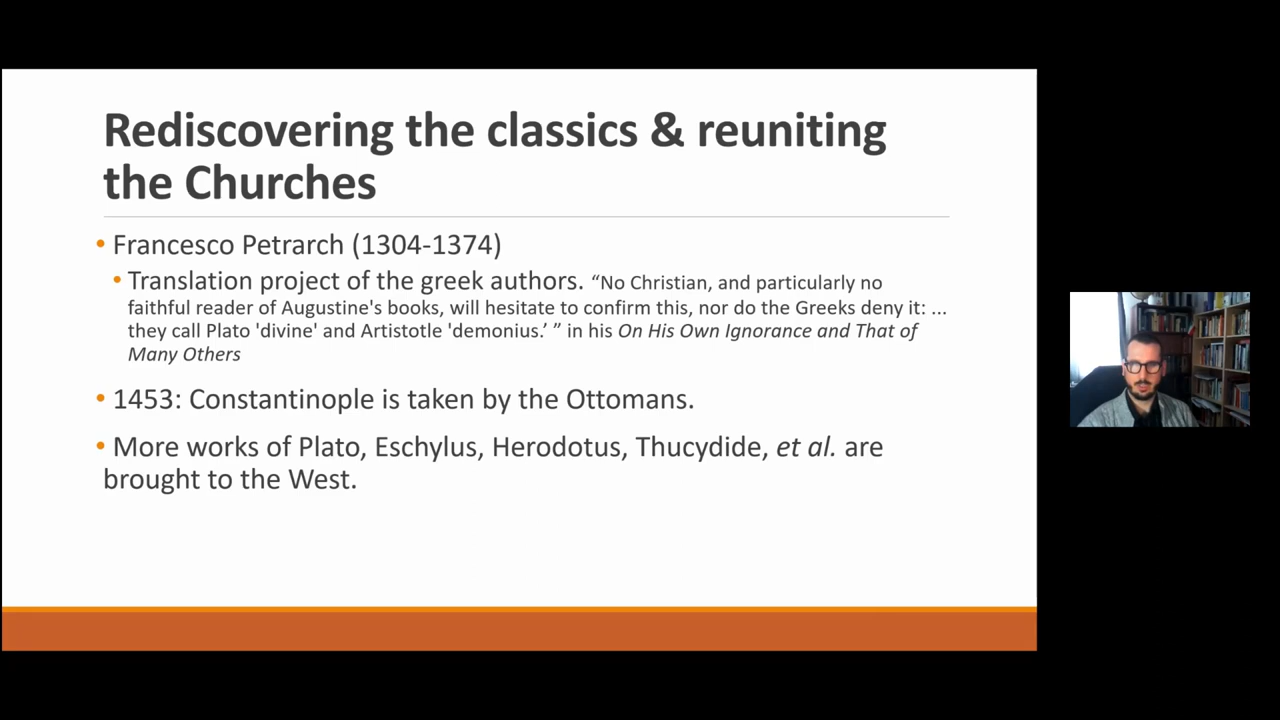 Rediscovering the classics & reuniting
the Churches
• Francesco Petrarch (1304-1374)
• Translation project of the greek authors. “No Christian, and particularly no
faithful reader of Augustine's books, will hesitate to confirm this, nor do the Greeks deny it: ...
they call Plato 'divine' and Artistotle 'demonius.’ ” in his On His Own Ignorance and That of
Many Others
• 1453: Constantinople is taken by the Ottomans.
• More works of Plato, Eschylus, Herodotus, Thucydide, et al. are
brought to the West.